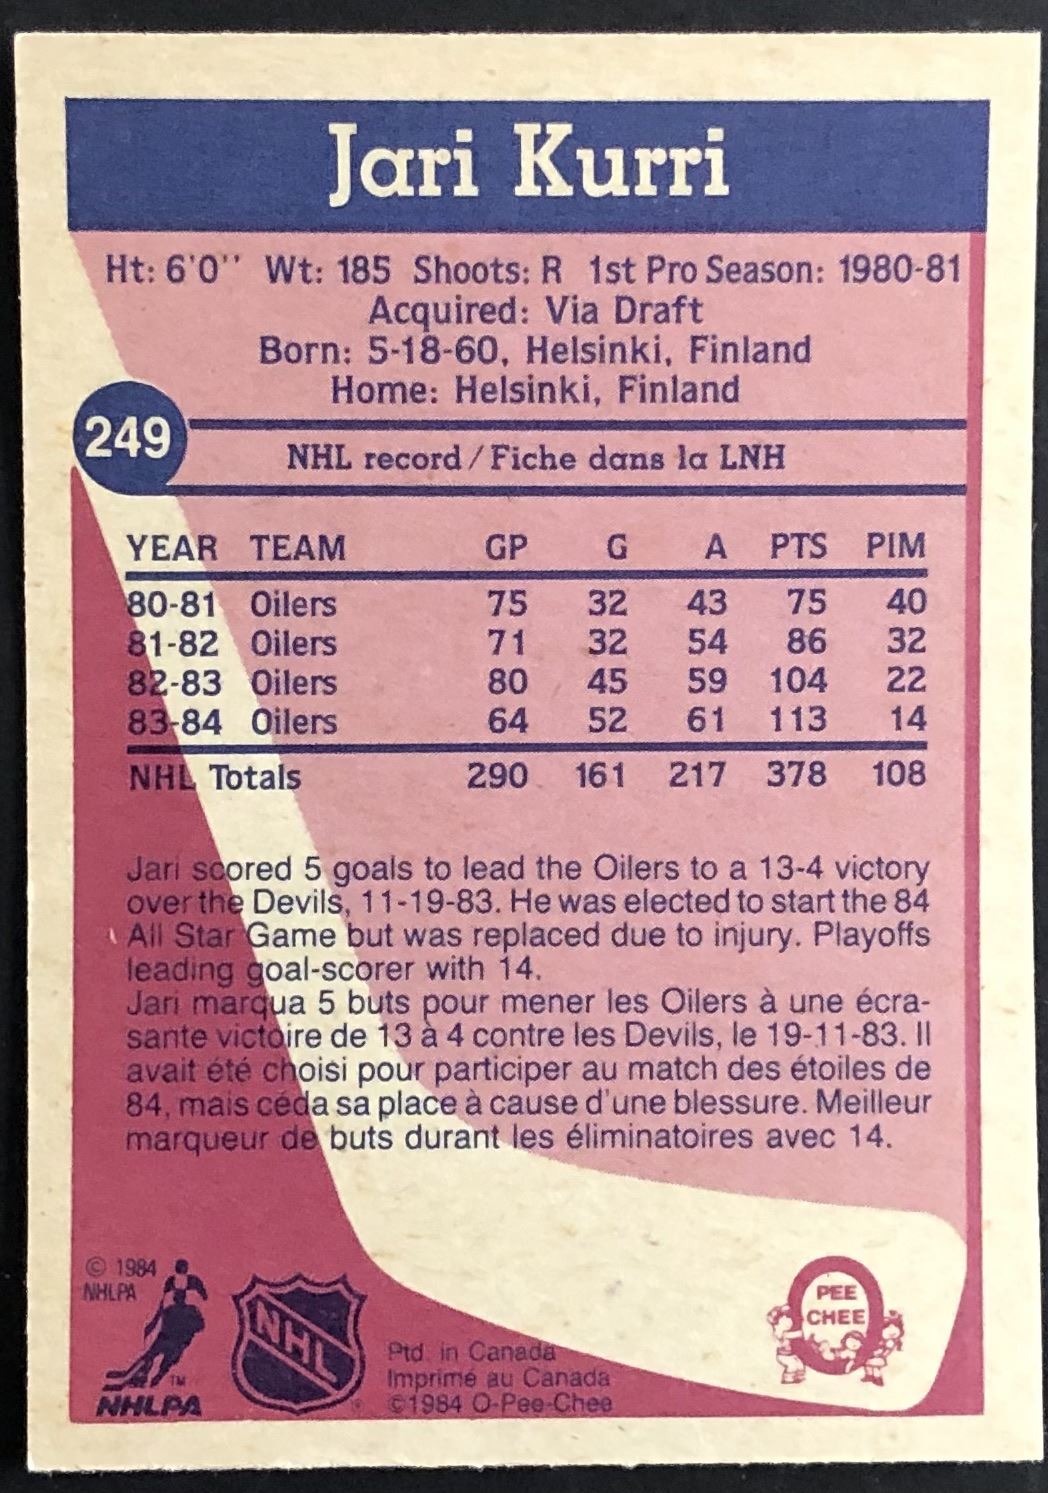 Jari Kurri
Ht: 6'0'' Wt: 185 Shoots: R 1st Pro Season: 1980-81
Acquired: Via Draft
Born: 5-18-60, Helsinki, Finland
Home: Helsinki, Finland
249
NHL record/Fiche dans la LNH
YEAR TEAM GP G A PTS PIM
80-81 Oilers 75 32 43 75 40
81-82 Oilers 71 32 54 86 32
82-83 Oilers 80 45 59 104 22
83-84 Oilers 64 52 61 113 14
NHL Totals 290 161 217 378 108
Jari scored 5 goals to lead the Oilers to a 13-4 victory
over the Devils, 11-19-83. He was elected to start the 84
All Star Game but was replaced due to injury. Playoffs
leading goal-scorer with 14.
Jari marqua 5 buts pour mener les Oilers à une écra-
sante victoire de 13 à 4 contre les Devils, le 19-11-83. Il
avait été choisi pour participer au match des étoiles de
84, mais céda sa place à cause d'une blessure. Meilleur
marqueur de buts durant les éliminatoires avec 14.
© 1984
NHLPA
TM
NHLPA
NHL
®
Ptd. in Canada
Imprimé au Canada
©1984 O-Pee-Chee
O
PEE
CHEE